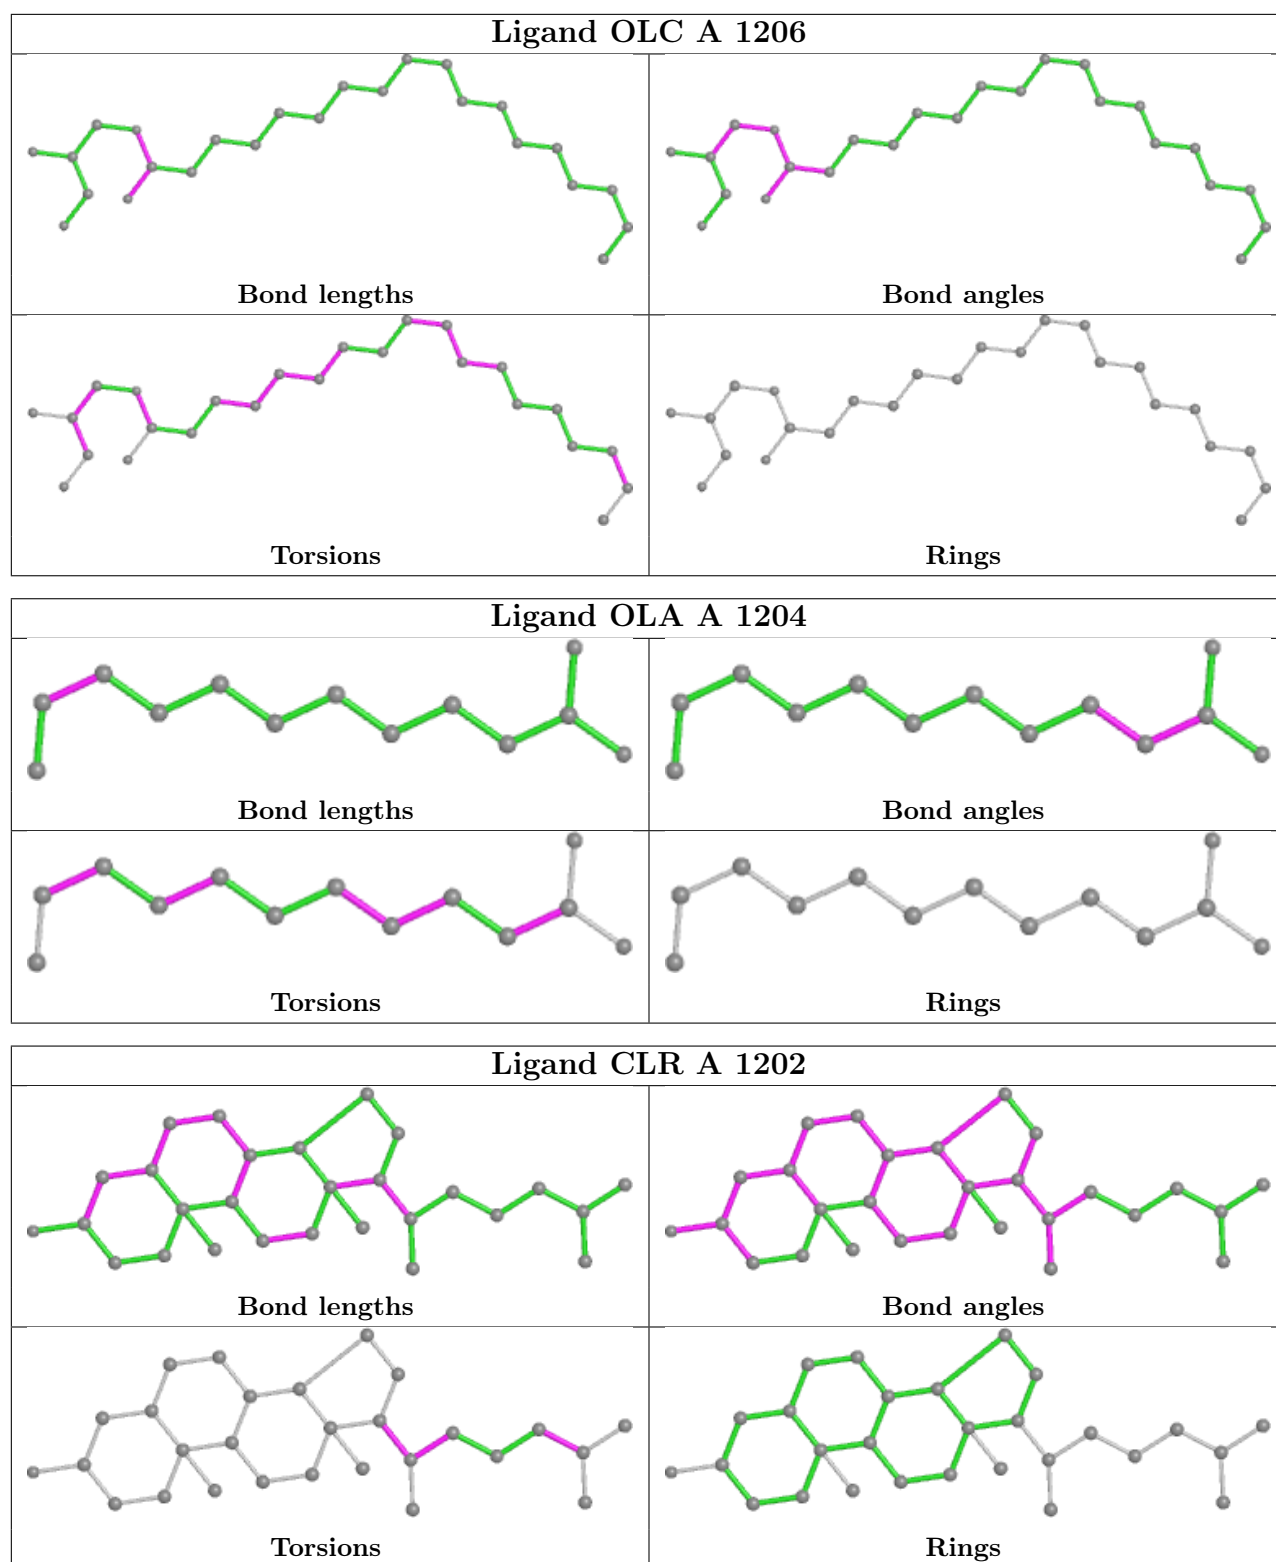 Ligand OLC A 1206
Bond lengths
Bond angles
Torsions
Rings
Ligand OLA A 1204
Bond lengths
Bond angles
Torsions
Rings
Ligand CLR A 1202
Bond lengths
Bond angles
Torsions
Rings